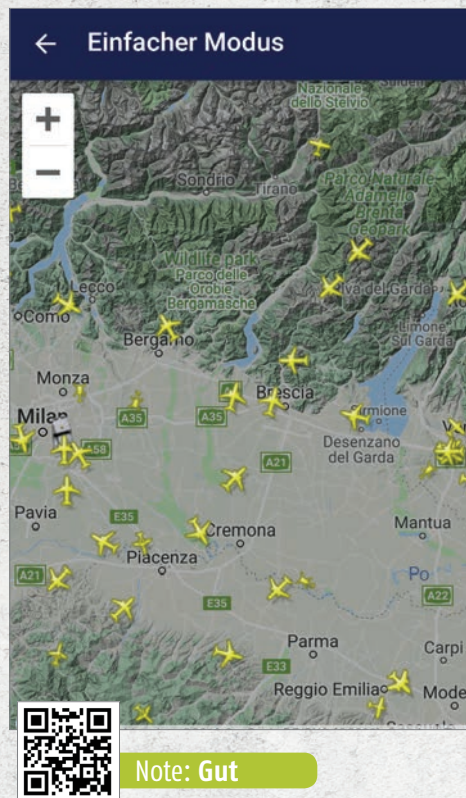 ← Einfacher Modus
Nazionale
dello Stelvio
+
−
Sondrio
Tirano
Parco Naturale
Adamello
Brenta
Geopark
Wildlife park
Parco delle
Orobie
Bergamasche
Lecco
Como
Riva del Garda
Limone
Sul Garda
Bergamo
Monza
Brescia
Milan
A35
A35
Sirmione
A58
Desenzano
del Garda
A21
Pavia
E35
Cremona
Mantua
Piacenza
Po
A21
A22
E35
Parma
Carpi
E33
Reggio Emilia
Note: Gut